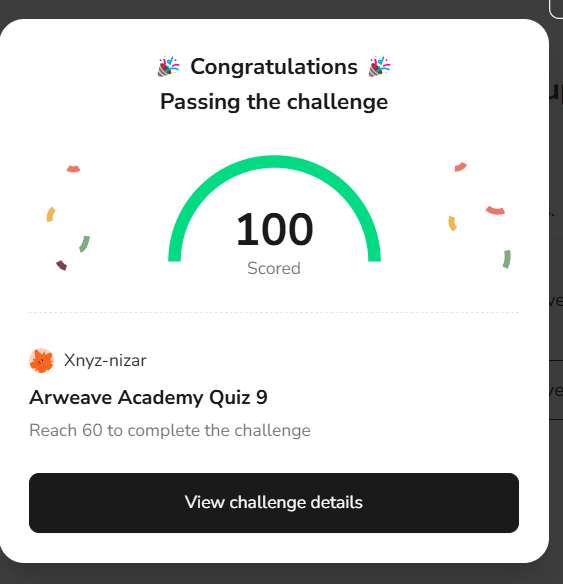 🎉 Congratulations 🎉
Passing the challenge
100
Scored
Xnyz-nizar
Arweave Academy Quiz 9
Reach 60 to complete the challenge
View challenge details